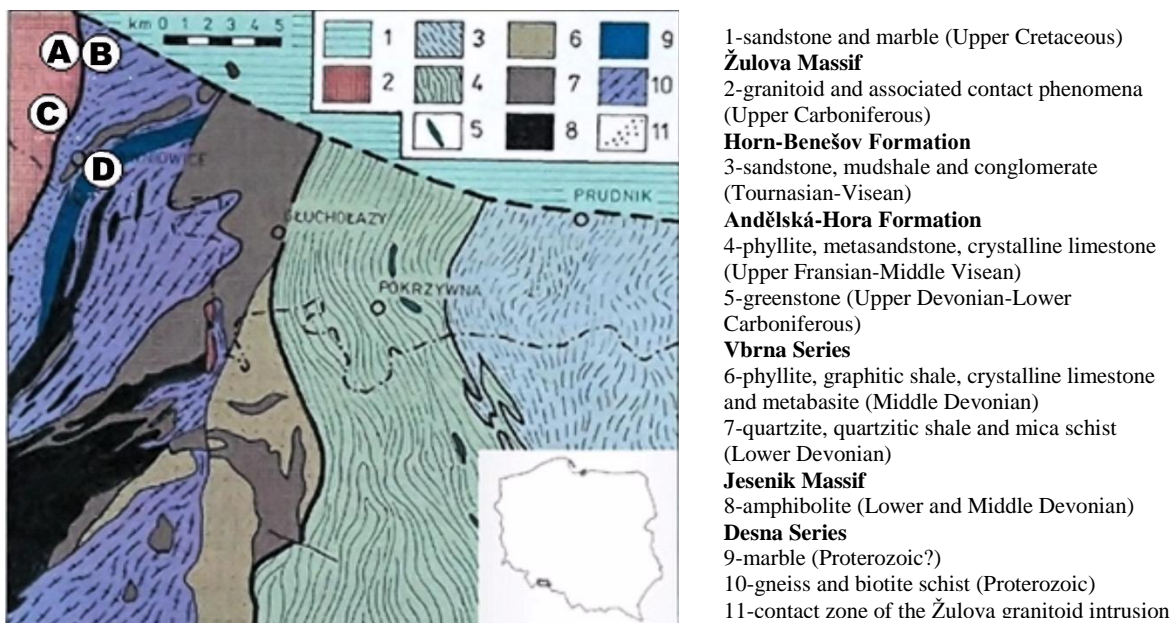 km 0 1 2 3 4 5
A B
C
D
1 3 6 9
2 4 7 10
5 8 11
PRUDNIK
GŁUCHOŁAZY
POKRZYWNA
1-sandstone and marble (Upper Cretaceous)
Žulova Massif
2-granitoid and associated contact phenomena
(Upper Carboniferous)
Horn-Benešov Formation
3-sandstone, mudshale and conglomerate
(Tournasian-Visean)
Andělská-Hora Formation
4-phyllite, metasandstone, crystalline limestone
(Upper Fransian-Middle Visean)
5-greenstone (Upper Devonian-Lower
Carboniferous)
Vbrna Series
6-phyllite, graphitic shale, crystalline limestone
and metabasite (Middle Devonian)
7-quartzite, quartzitic shale and mica schist
(Lower Devonian)
Jesenik Massif
8-amphibolite (Lower and Middle Devonian)
Desna Series
9-marble (Proterozoic?)
10-gneiss and biotite schist (Proterozoic)
11-contact zone of the Žulova granitoid intrusion